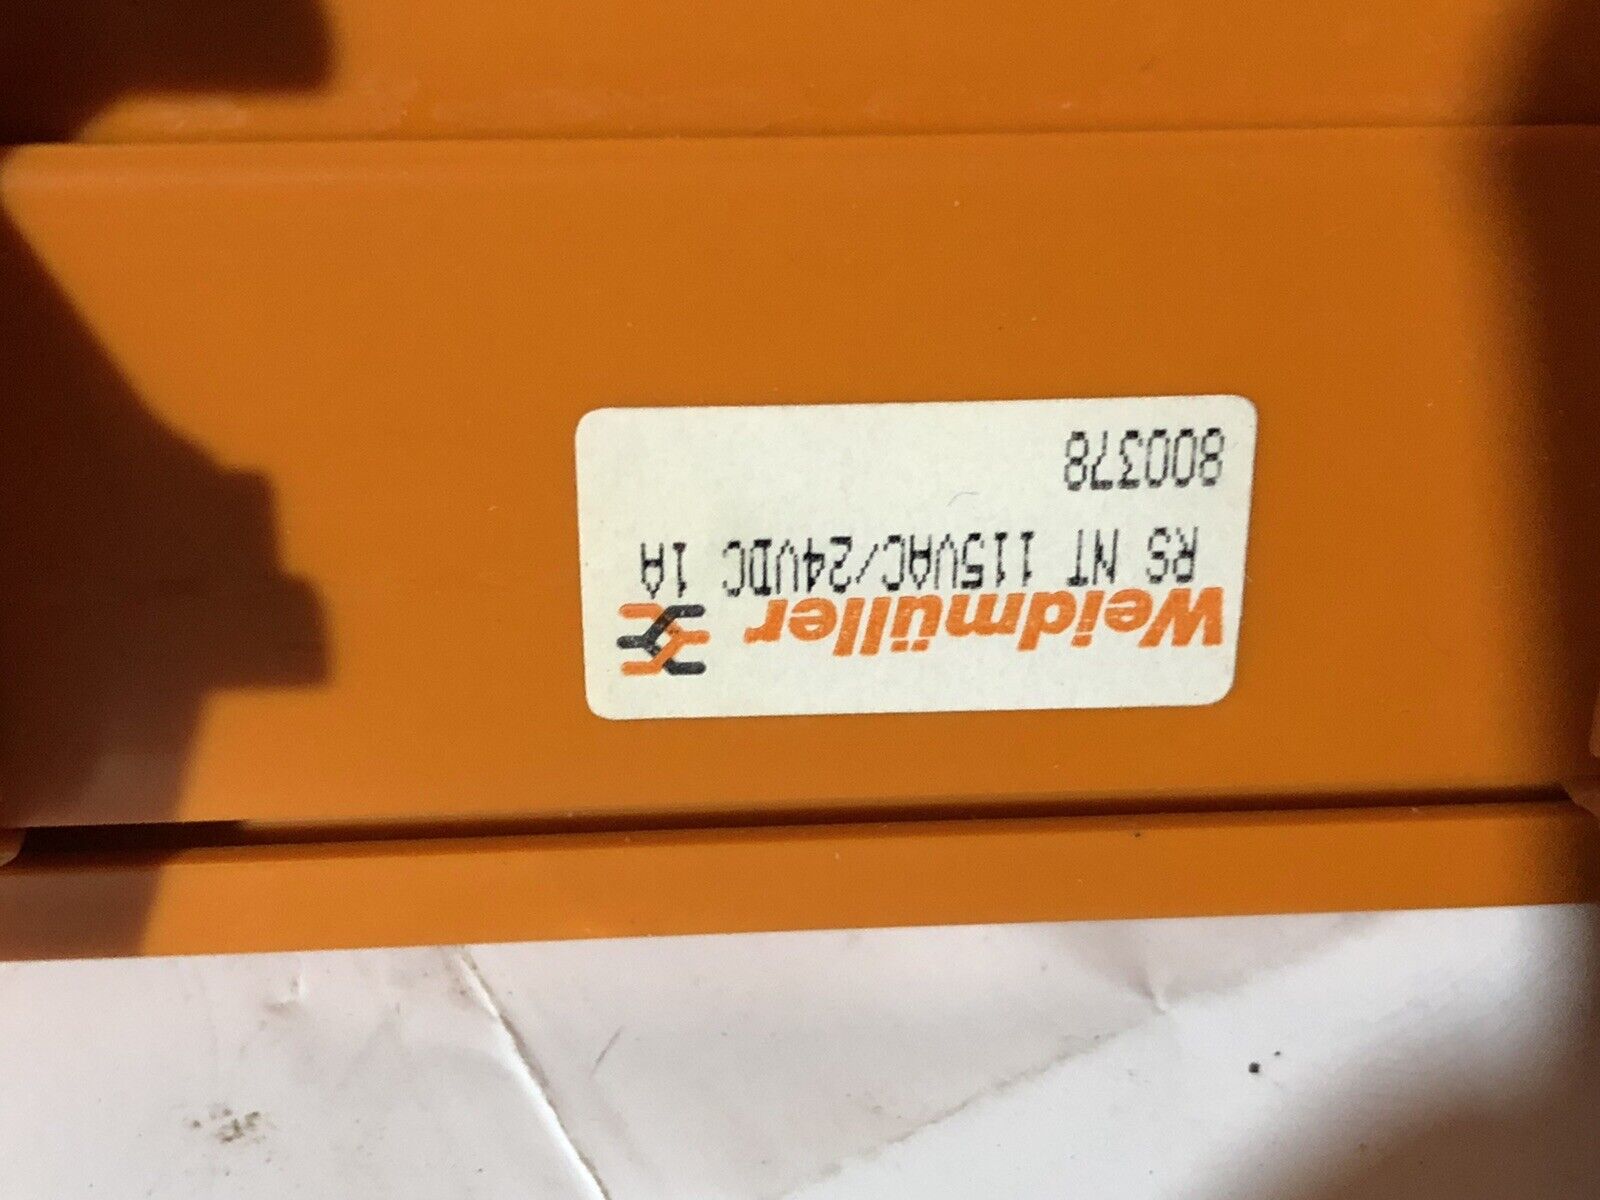 Weidmüller
RS NT 115VAC/24VDC 1A
800378